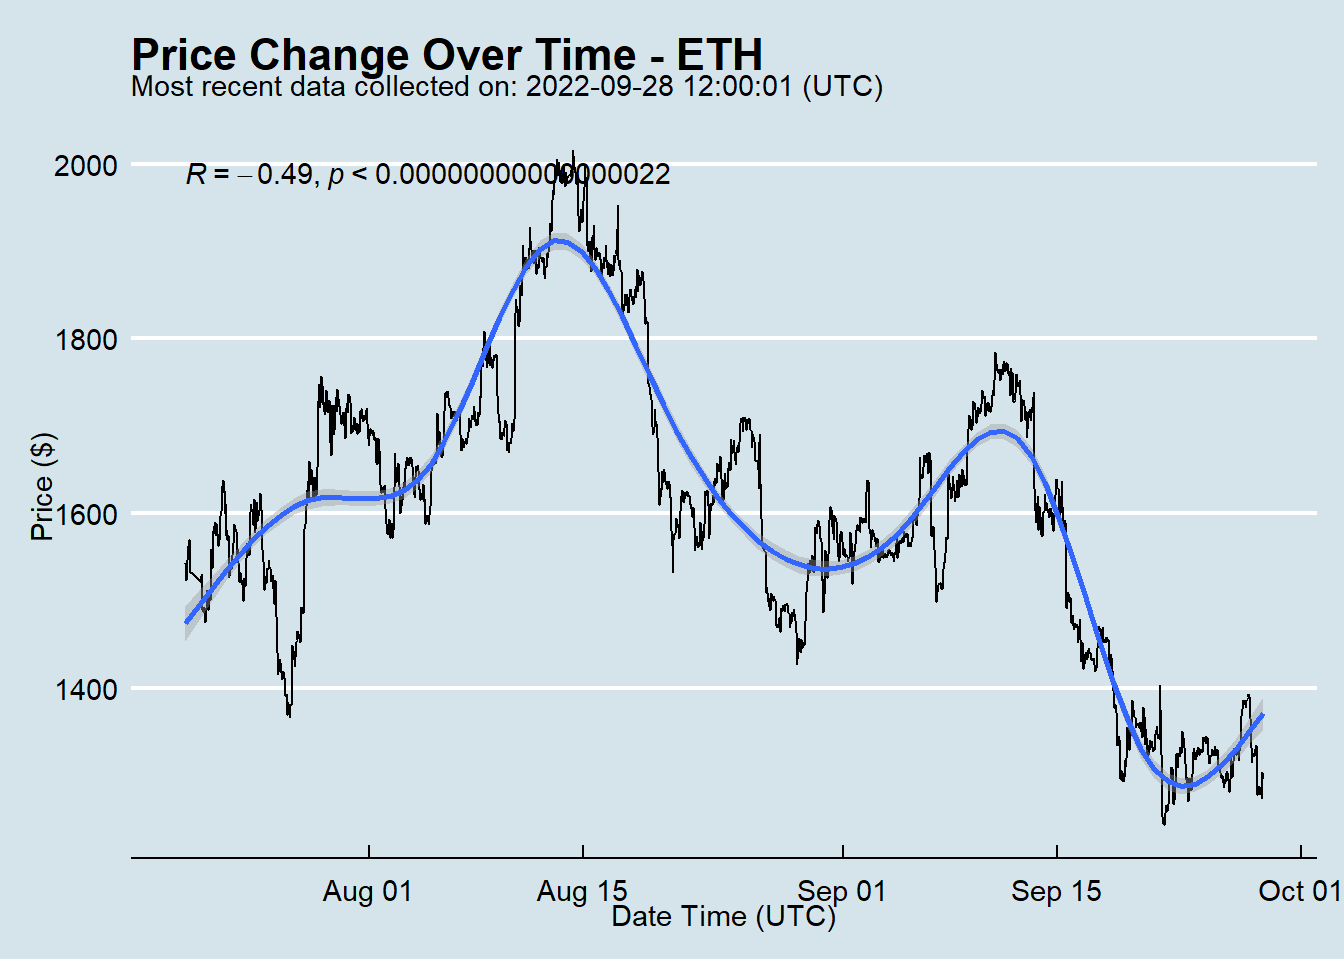 Price Change Over Time - ETH
Most recent data collected on: 2022-09-28 12:00:01 (UTC)
R = −0.49, p < 0.00000000000000022
2000
1800
1600
1400
Price ($)
Aug 01 Aug 15 Sep 01 Sep 15 Oct 01
Date Time (UTC)